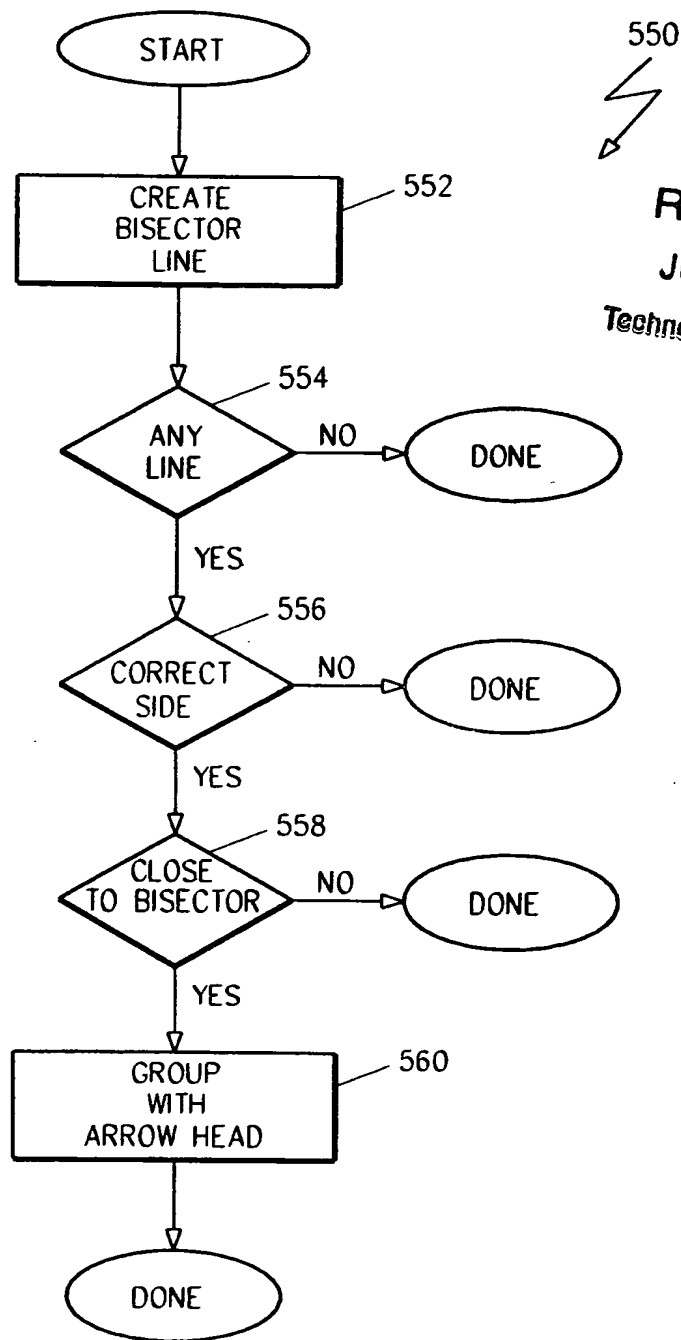 START
550
CREATE
BISECTOR
LINE
552
R
554
ANY
LINE
NO
DONE
YES
556
CORRECT
SIDE
NO
DONE
YES
558
CLOSE
TO BISECTOR
NO
DONE
YES
GROUP
WITH
ARROW HEAD
560
DONE